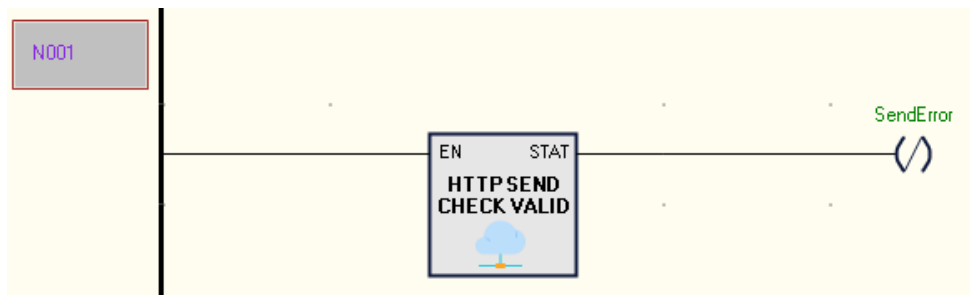 N001
SendError
EN STAT
HTTP SEND
CHECK VALID